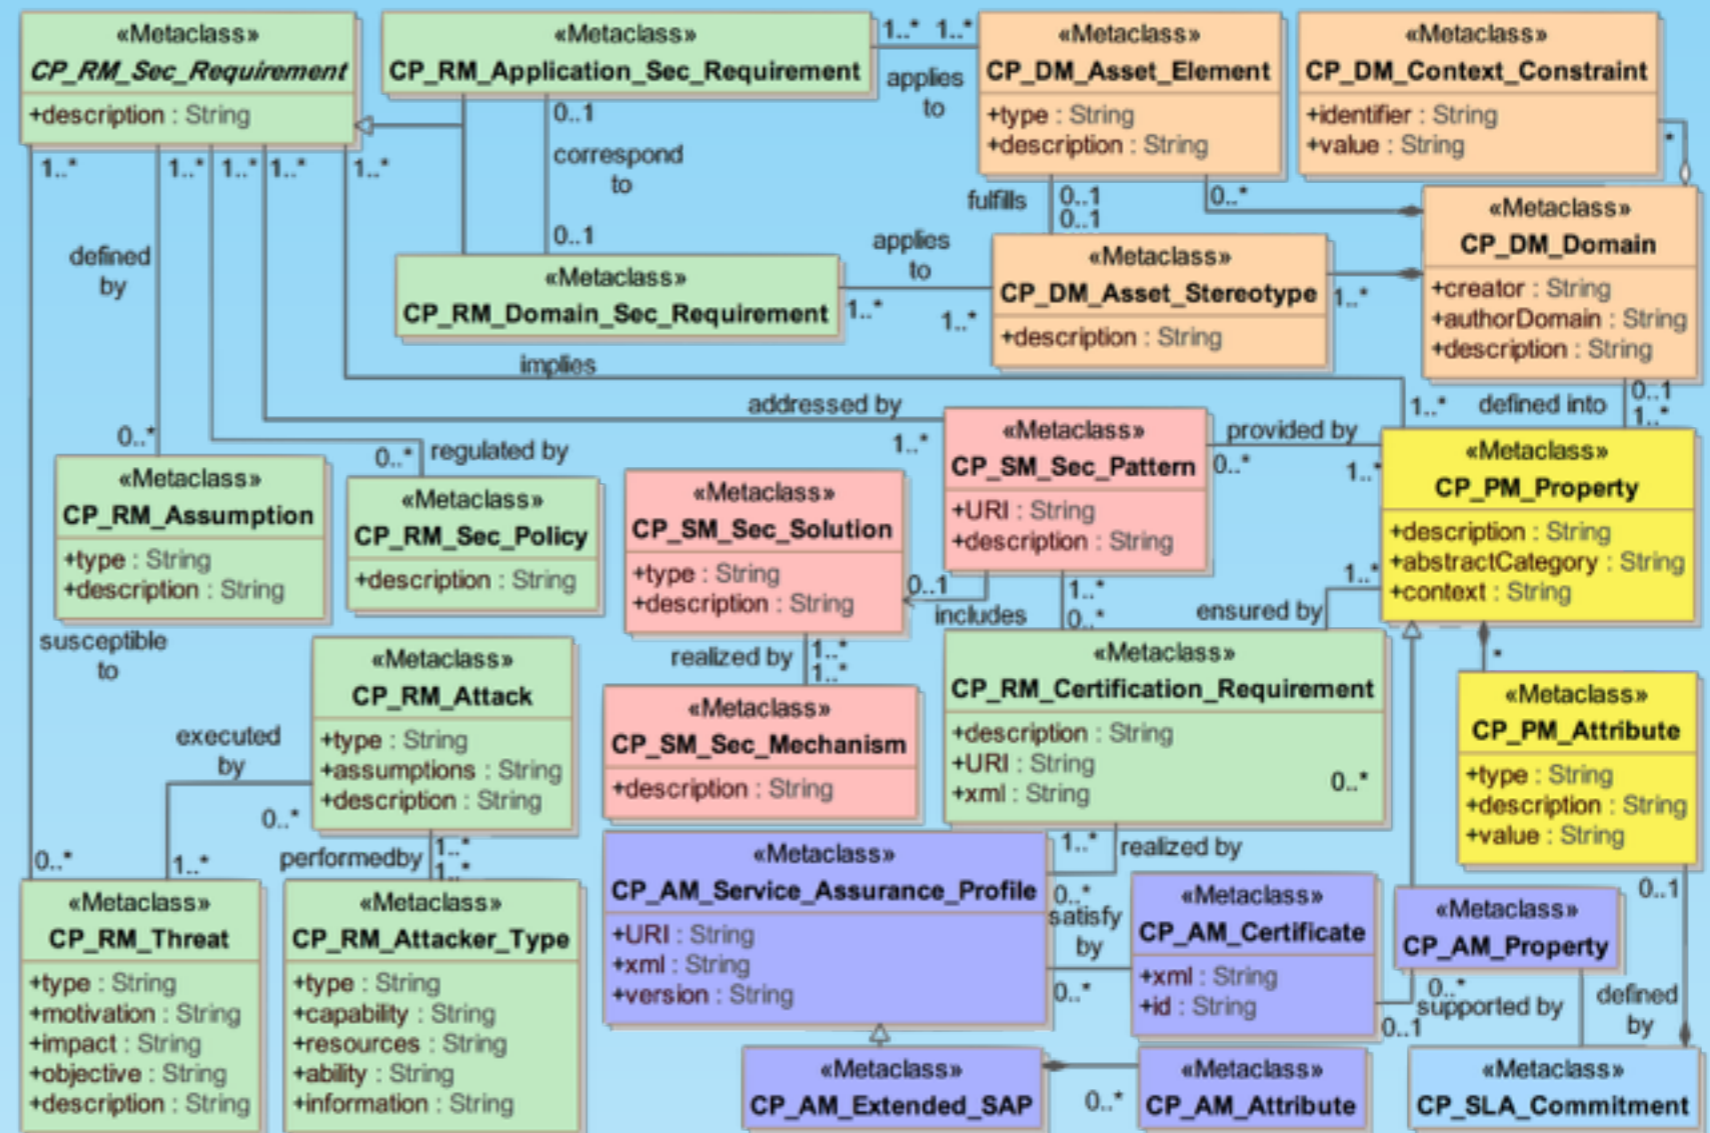 «Metaclass»
CP_RM_Sec_Requirement
+description : String
«Metaclass»
CP_RM_Application_Sec_Requirement
1..* 1..*
applies
to
«Metaclass»
CP_DM_Asset_Element
+type : String
+description : String
«Metaclass»
CP_DM_Context_Constraint
+identifier : String
+value : String
*
1..*
1..*
1..*
1..*
1..*
0..1
correspond
to
0..1
fulfills
0..1
0..1
0..*
«Metaclass»
CP_DM_Domain
+creator : String
+authorDomain : String
+description : String
defined
by
«Metaclass»
CP_RM_Domain_Sec_Requirement
applies
to
1..*
1..*
«Metaclass»
CP_DM_Asset_Stereotype
+description : String
1..*
implies
addressed by
1..*
1..*
defined into
0..1
1..*
0..*
0..*
regulated by
«Metaclass»
CP_RM_Assumption
+type : String
+description : String
«Metaclass»
CP_RM_Sec_Policy
+description : String
«Metaclass»
CP_SM_Sec_Solution
+type : String
+description : String
«Metaclass»
CP_SM_Sec_Pattern
+URI : String
+description : String
provided by
0..*
1..*
«Metaclass»
CP_PM_Property
+description : String
+abstractCategory : String
+context : String
0..1
includes
1..*
0..*
ensured by
1..*
*
susceptible
to
«Metaclass»
CP_RM_Attack
+type : String
+assumptions : String
+description : String
realized by
1..*
1..*
«Metaclass»
CP_SM_Sec_Mechanism
+description : String
«Metaclass»
CP_RM_Certification_Requirement
+description : String
+URI : String
+xml : String
0..*
«Metaclass»
CP_PM_Attribute
+type : String
+description : String
+value : String
executed
by
0..*
0..*
1..*
performedby
1..*
1..*
«Metaclass»
CP_RM_Threat
+type : String
+motivation : String
+impact : String
+objective : String
+description : String
«Metaclass»
CP_RM_Attacker_Type
+type : String
+capability : String
+resources : String
+ability : String
+information : String
«Metaclass»
CP_AM_Service_Assurance_Profile
+URI : String
+xml : String
+version : String
1..*
realized by
0..*
satisfy
by
0..*
«Metaclass»
CP_AM_Certificate
+xml : String
+id : String
«Metaclass»
CP_AM_Property
0..1
0..*
supported by
0..1
defined
by
«Metaclass»
CP_AM_Extended_SAP
0..*
«Metaclass»
CP_AM_Attribute
«Metaclass»
CP_SLA_Commitment